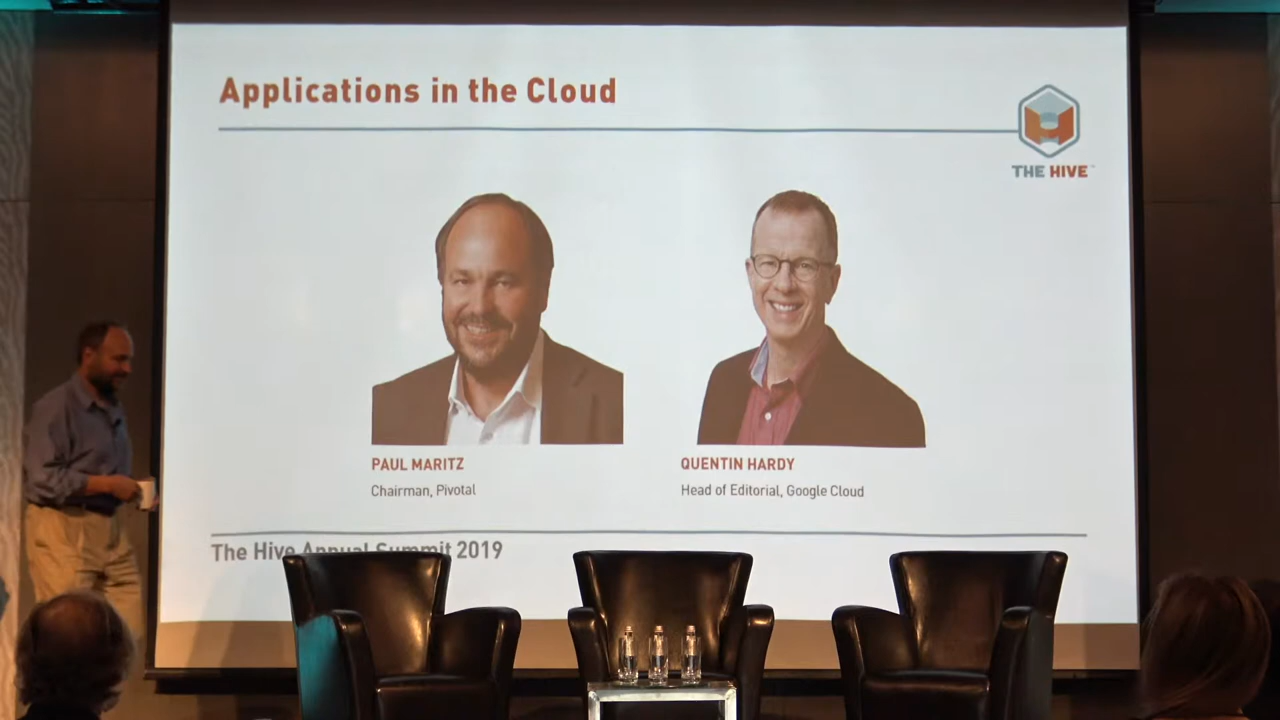 Applications in the Cloud
THE HIVE™
PAUL MARITZ
Chairman, Pivotal
QUENTIN HARDY
Head of Editorial, Google Cloud
The Hive Annual Summit 2019